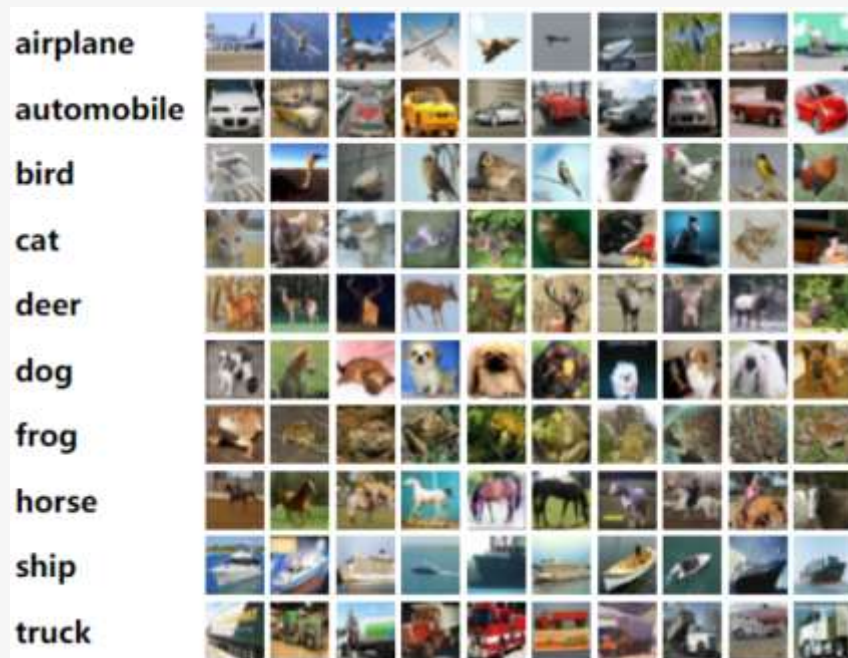 airplane
automobile
bird
cat
deer
dog
frog
horse
ship
truck